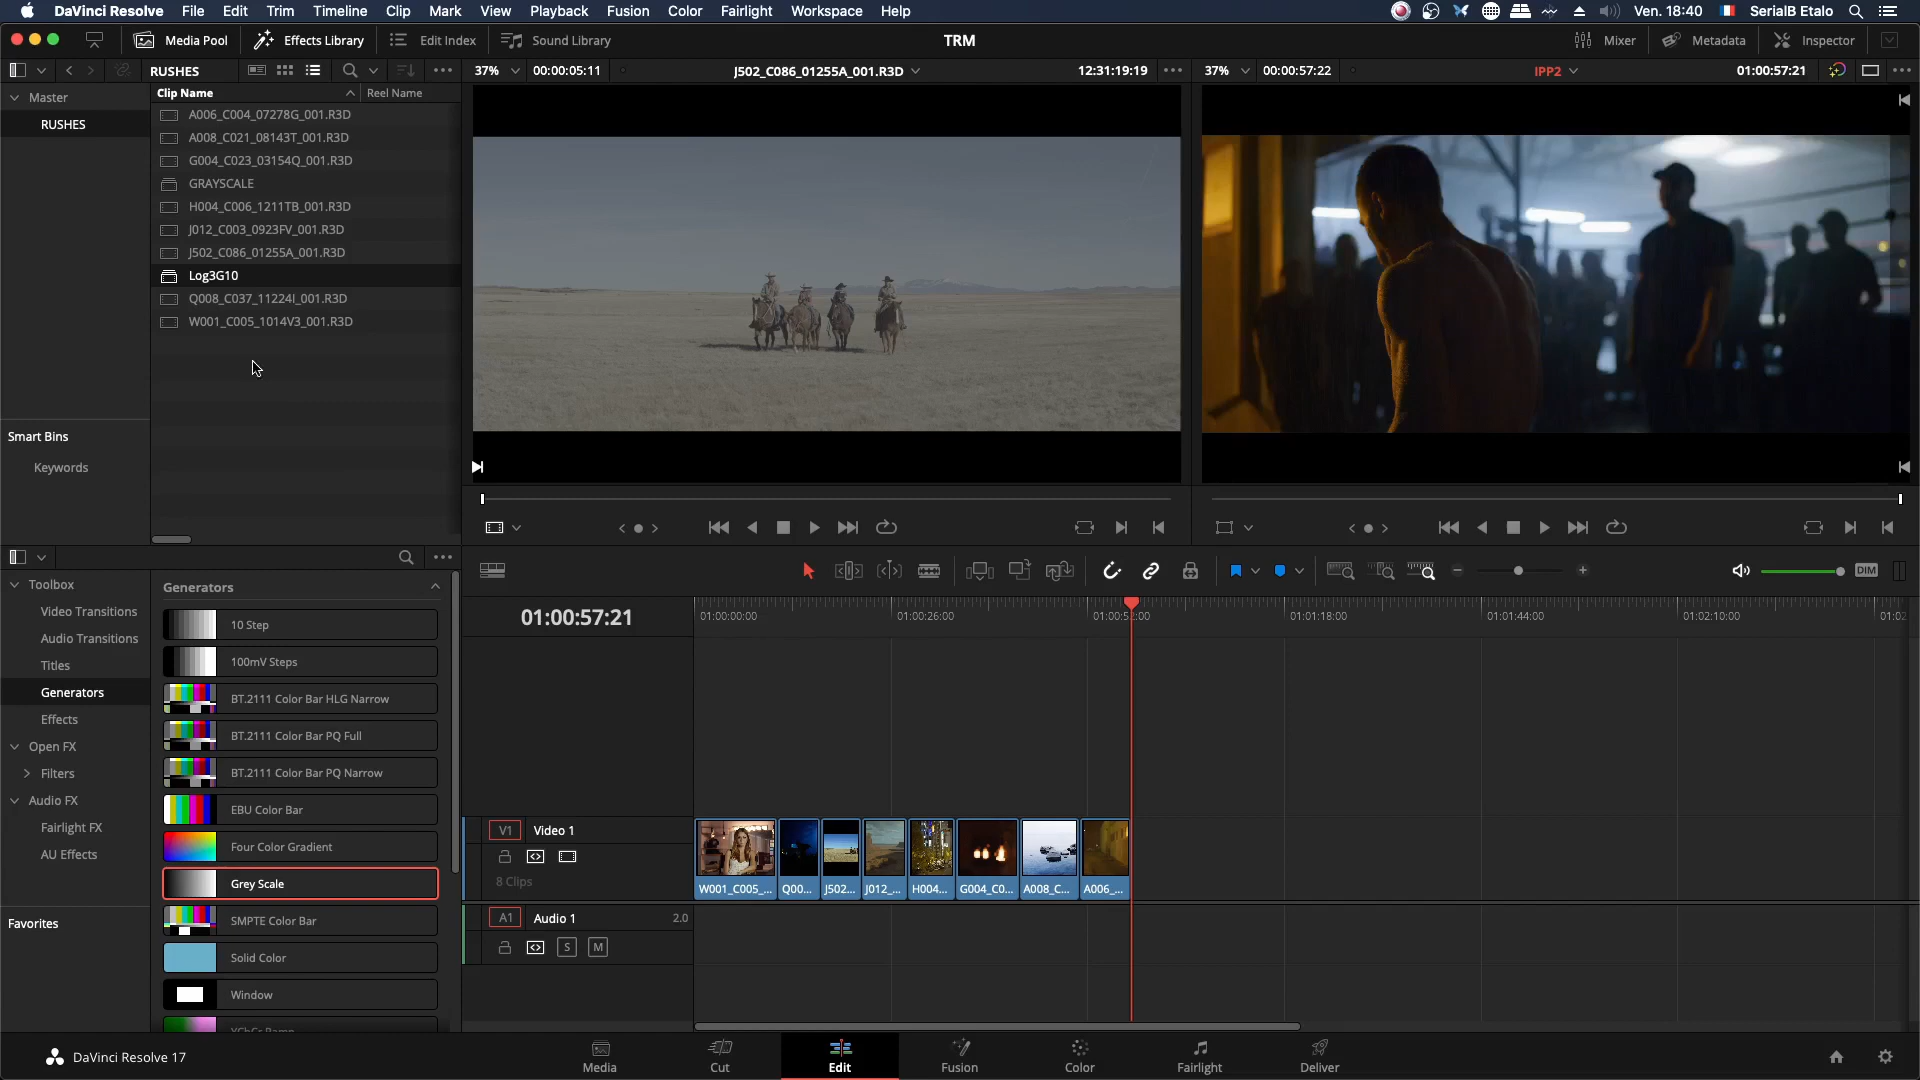 DaVinci Resolve File Edit Trim Timeline Clip Mark View Playback Fusion Color Fairlight Workspace Help Ven. 18:40 SerialB Etalo
Media Pool Effects Library Edit Index Sound Library TRM Mixer Metadata Inspector
RUSHES 37% 00:00:05:11 J502_C086_01255A_001.R3D 12:31:19:19 37% 00:00:57:22 IPP2 01:00:57:21
Master
RUSHES
Smart Bins
Keywords
Clip Name Reel Name
A006_C004_07278G_001.R3D
A008_C021_08143T_001.R3D
G004_C023_03154Q_001.R3D
GRAYSCALE
H004_C006_1211TB_001.R3D
J012_C003_0923FV_001.R3D
J502_C086_01255A_001.R3D
Log3G10
Q008_C037_11224I_001.R3D
W001_C005_1014V3_001.R3D
Toolbox
Video Transitions
Audio Transitions
Titles
Generators
Effects
Open FX
Filters
Audio FX
Fairlight FX
AU Effects
Favorites
Generators
10 Step
100mV Steps
BT.2111 Color Bar HLG Narrow
BT.2111 Color Bar PQ Full
BT.2111 Color Bar PQ Narrow
EBU Color Bar
Four Color Gradient
Grey Scale
SMPTE Color Bar
Solid Color
Window
DIM
01:00:57:21 01:00:00:00 01:00:26:00 01:00:52:00 01:01:18:00 01:01:44:00 01:02:10:00 01:02
V1 Video 1
8 Clips
W001_C005_... Q00... J502... J012_... H004... G004_C0... A008_C... A006_...
A1 Audio 1 2.0
S M
DaVinci Resolve 17 Media Cut Edit Fusion Color Fairlight Deliver